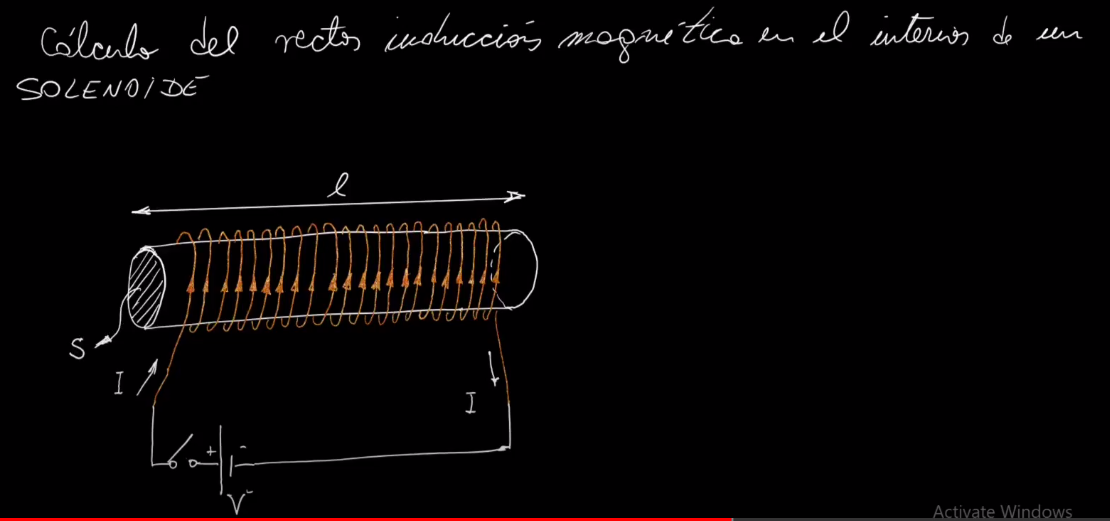 Cálculo del vector inducción magnética en el interior de un
SOLENOIDE
l
S
I
I
+ -
V
Activate Windows